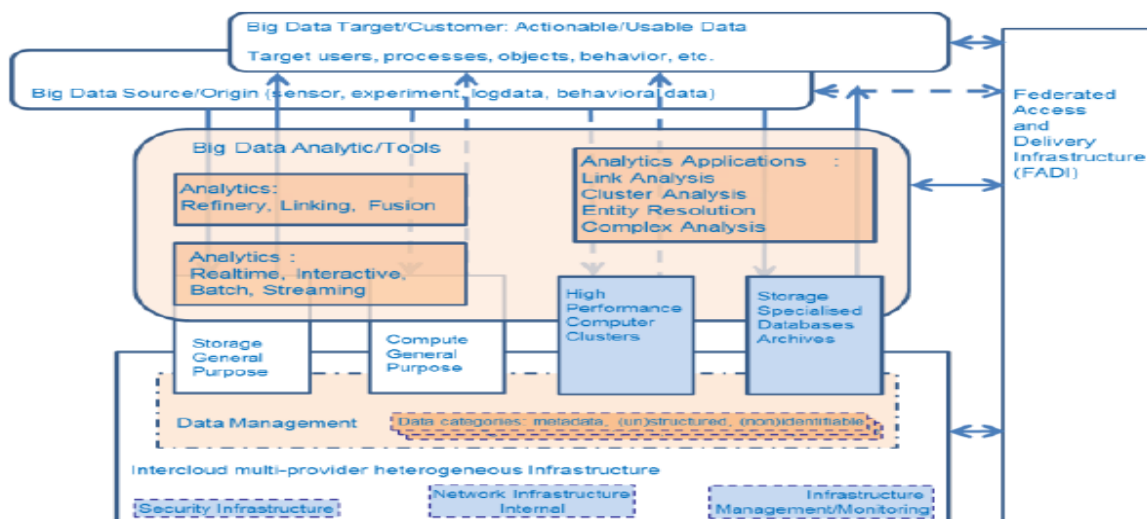 Big Data Target/Customer: Actionable/Usable Data
Target users, processes, objects, behavior, etc.
Big Data Source/Origin (sensor, experiment, logdata, behavioral data)
Federated
Access
and
Delivery
Infrastructure
(FADI)
Big Data Analytic/Tools
Analytics:
Refinery, Linking, Fusion
Analytics Applications :
Link Analysis
Cluster Analysis
Entity Resolution
Complex Analysis
Analytics :
Realtime, Interactive,
Batch, Streaming
Storage
General
Purpose
Compute
General
Purpose
High
Performance
Computer
Clusters
Storage
Specialised
Databases
Archives
Data Management
Data categories: metadata, (un)structured, (non)identifiable
Intercloud multi-provider heterogeneous Infrastructure
Security Infrastructure
Network Infrastructure
Internal
Infrastructure
Management/Monitoring